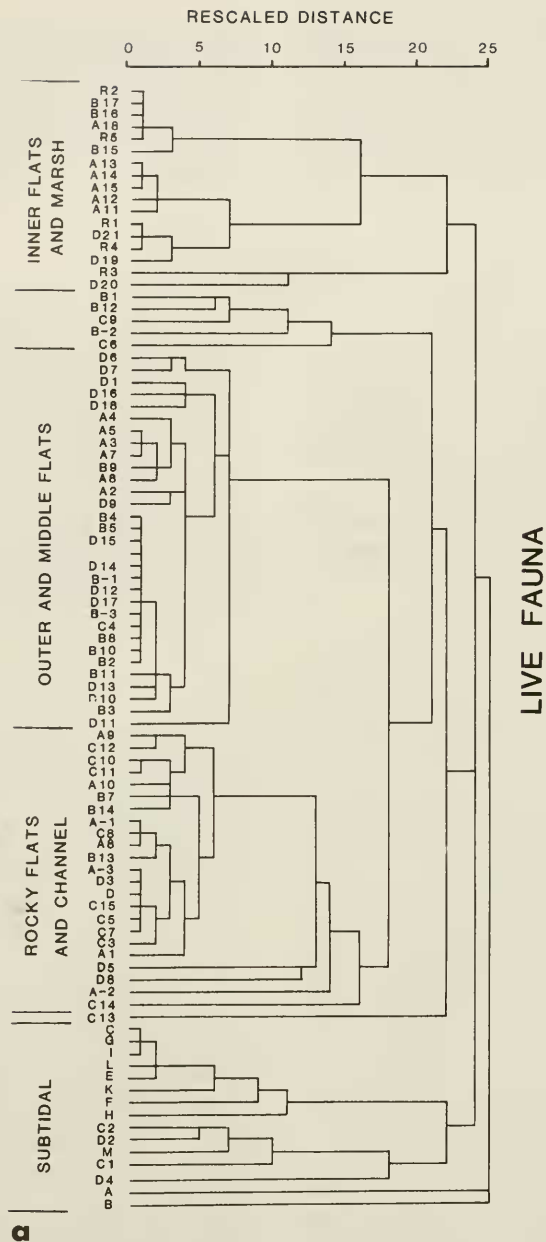 RESCALED DISTANCE
0 5 10 15 20 25
INNER FLATS
AND MARSH
R2
B17
B16
A18
R5
B15
A13
A14
A15
A12
A11
R1
D21
R4
D19
R3
D20
B1
B12
C9
B-2
C6
OUTER AND MIDDLE FLATS
D6
D7
D1
D16
D18
A4
A5
A3
A7
B9
A6
A2
D9
B4
B5
D15
D14
B-1
D12
D17
B-3
C4
B8
B10
B2
B11
D13
D10
B3
D11
ROCKY FLATS
AND CHANNEL
A9
C12
C10
C11
A10
B7
B14
A-1
C8
A8
B13
A-3
D3
D
C15
C5
C7
C3
A1
D5
D8
A-2
C14
C13
SUBTIDAL
C
G
I
L
E
K
F
H
C2
D2
M
C1
D4
A
B
LIVE FAUNA
a